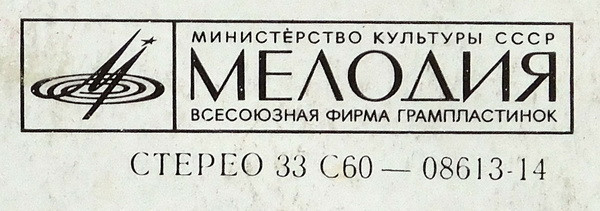 МИНИСТЕРСТВО КУЛЬТУРЫ СССР
МЕЛОДИЯ
ВСЕСОЮЗНАЯ ФИРМА ГРАМПЛАСТИНОК
СТЕРЕО 33 С60 — 08613-14